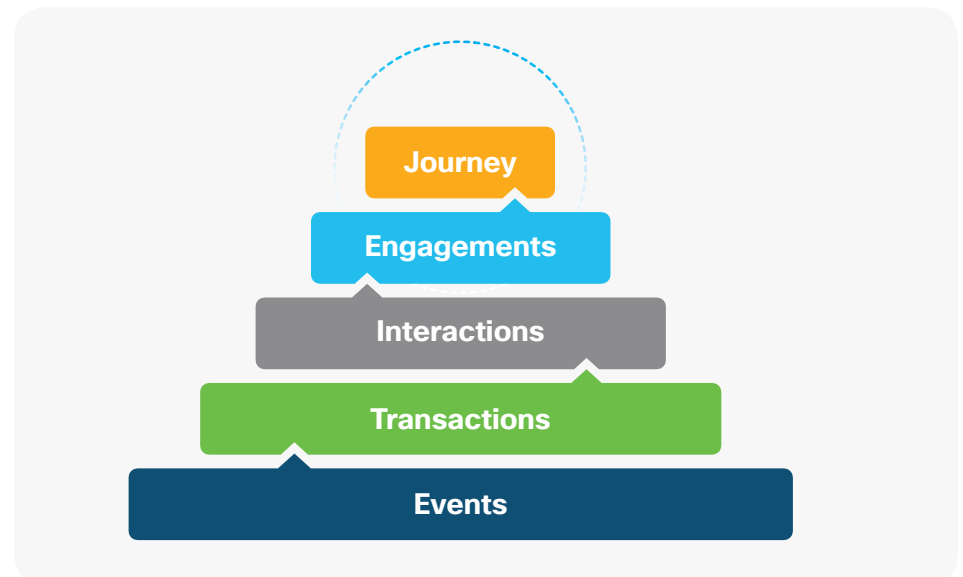 Journey
Engagements
Interactions
Transactions
Events